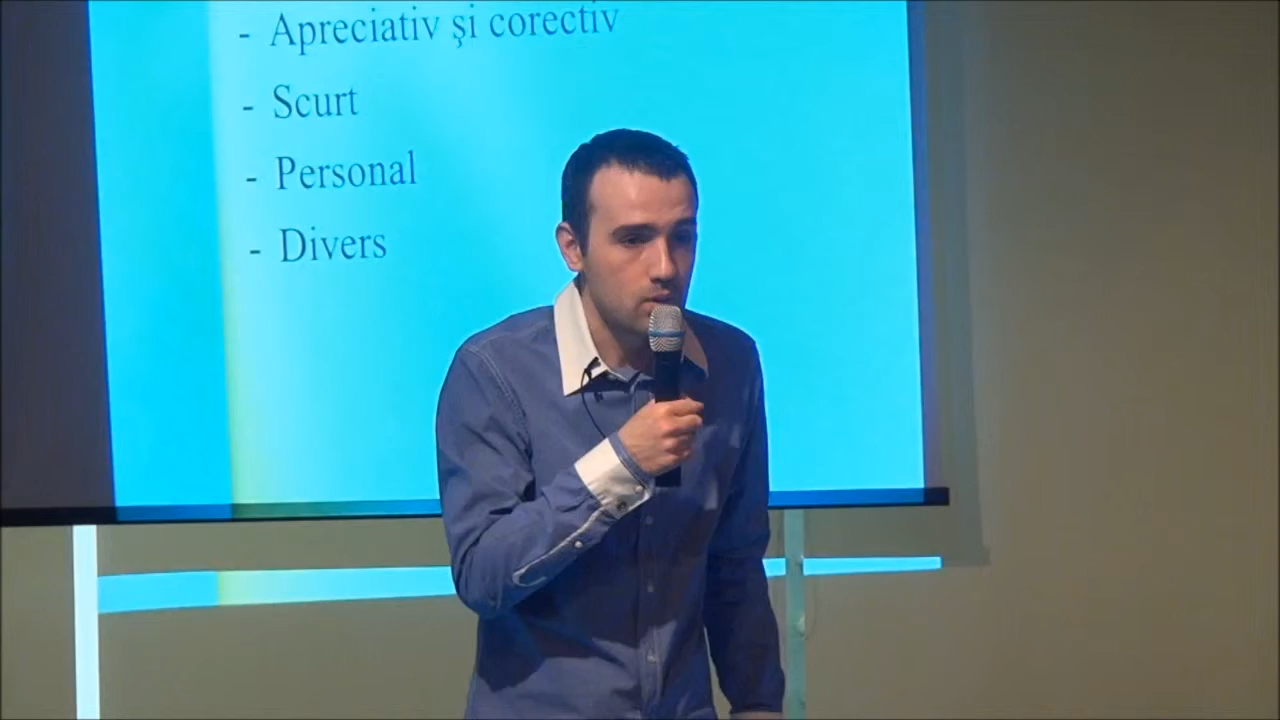 - Apreciativ şi corectiv
- Scurt
- Personal
- Divers